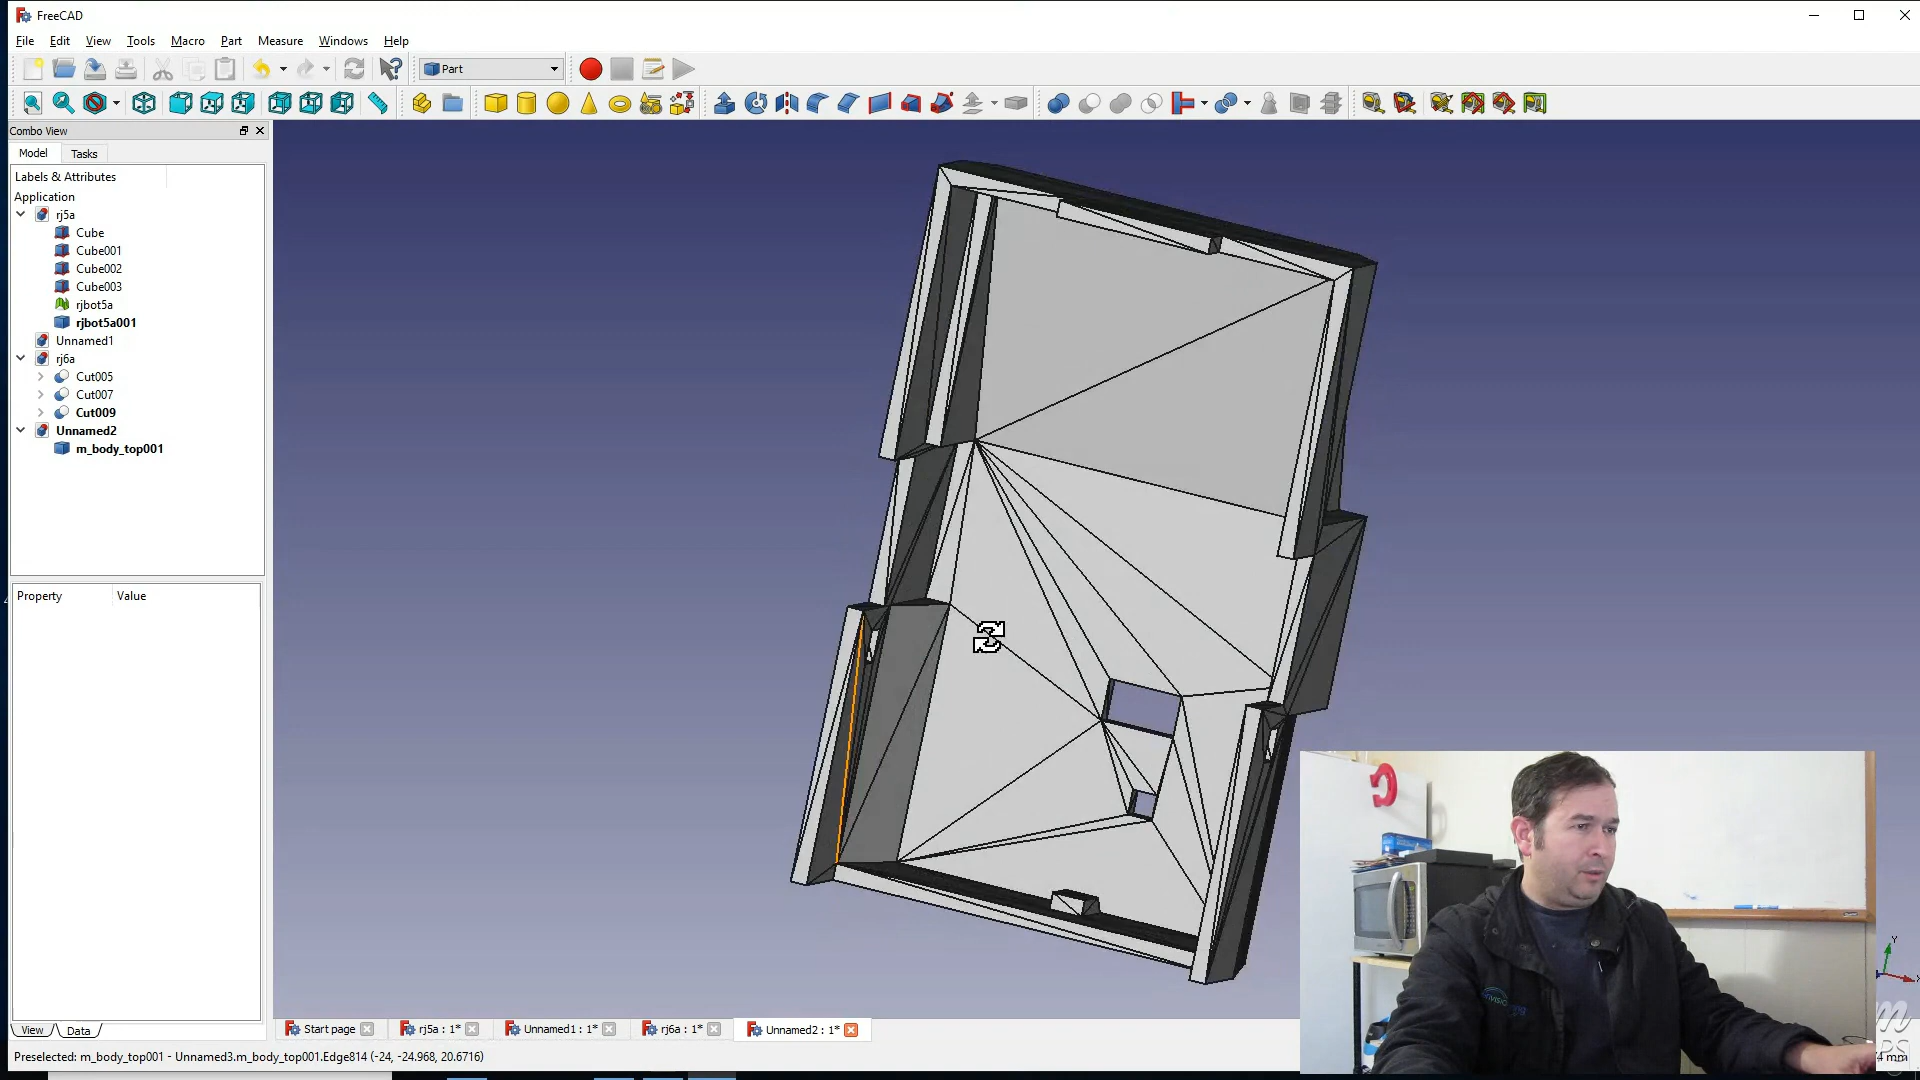 FreeCAD
File Edit View Tools Macro Part Measure Windows Help
Part
Combo View
Model Tasks
Labels & Attributes
Application
rj5a
Cube
Cube001
Cube002
Cube003
rjbot5a
rjbot5a001
Unnamed1
rj6a
Cut005
Cut007
Cut009
Unnamed2
m_body_top001
Property Value
View Data
Start page rj5a : 1* Unnamed1 : 1* rj6a : 1* Unnamed2 : 1*
Preselected: m_body_top001 - Unnamed3.m_body_top001.Edge814 (-24, -24.968, 20.6716)
Y
X
mm